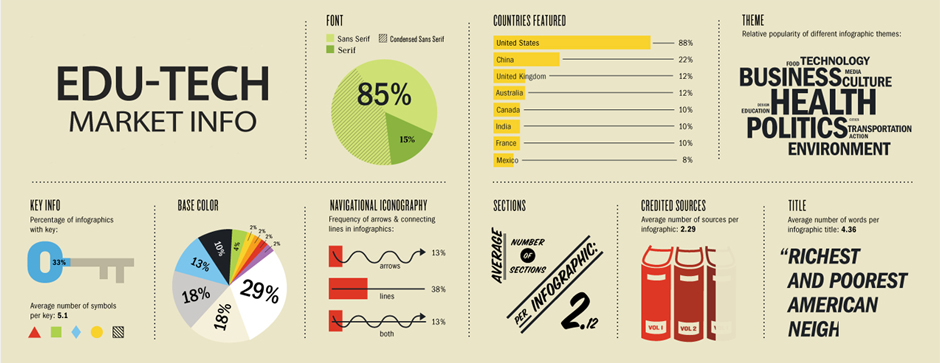 EDU-TECH
MARKET INFO
FONT
Sans Serif
Condensed Sans Serif
Serif
85%
15%
COUNTRIES FEATURED
United States 88%
China 22%
United Kingdom 12%
Australia 12%
Canada 10%
India 10%
France 10%
Mexico 8%
THEME
Relative popularity of different infographic themes:
FOOD TECHNOLOGY
BUSINESS MEDIA CULTURE
DESIGN EDUCATION HEALTH
POLITICS TRANSPORTATION
ACTION
ENVIRONMENT
KEY INFO
Percentage of infographics
with key:
33%
Average number of symbols
per key: 5.1
BASE COLOR
2%
2%
2%
2%
4%
10%
13%
18%
18%
29%
NAVIGATIONAL ICONOGRAPHY
Frequency of arrows & connecting
lines in infographics:
13%
arrows
38%
lines
13%
both
SECTIONS
AVERAGE
NUMBER
OF
SECTIONS
PER INFOGRAPHIC:
2.12
CREDITED SOURCES
Average number of sources per
infographic: 2.29
VOL 1
VOL 2
V
TITLE
Average number of words per
infographic title: 4.36
“RICHEST
AND POOREST
AMERICAN
NEIGH